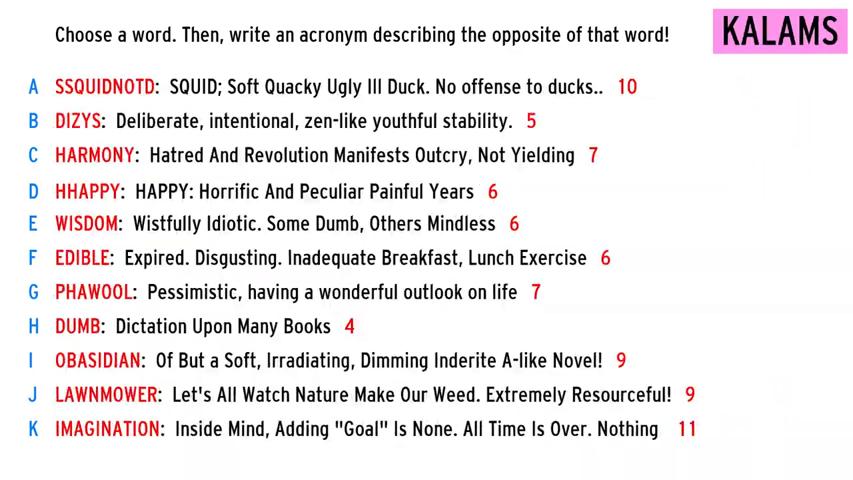 Choose a word. Then, write an acronym describing the opposite of that word!
KALAMS
A SSQUIDNOTD: SQUID; Soft Quacky Ugly Ill Duck. No offense to ducks.. 10
B DIZYS: Deliberate, intentional, zen-like youthful stability. 5
C HARMONY: Hatred And Revolution Manifests Outcry, Not Yielding 7
D HHAPPY: HAPPY: Horrific And Peculiar Painful Years 6
E WISDOM: Wistfully Idiotic. Some Dumb, Others Mindless 6
F EDIBLE: Expired. Disgusting. Inadequate Breakfast, Lunch Exercise 6
G PHAWOOL: Pessimistic, having a wonderful outlook on life 7
H DUMB: Dictation Upon Many Books 4
I OBASIDIAN: Of But a Soft, Irradiating, Dimming Inderite A-like Novel! 9
J LAWNMOWER: Let's All Watch Nature Make Our Weed. Extremely Resourceful! 9
K IMAGINATION: Inside Mind, Adding "Goal" Is None. All Time Is Over. Nothing 11